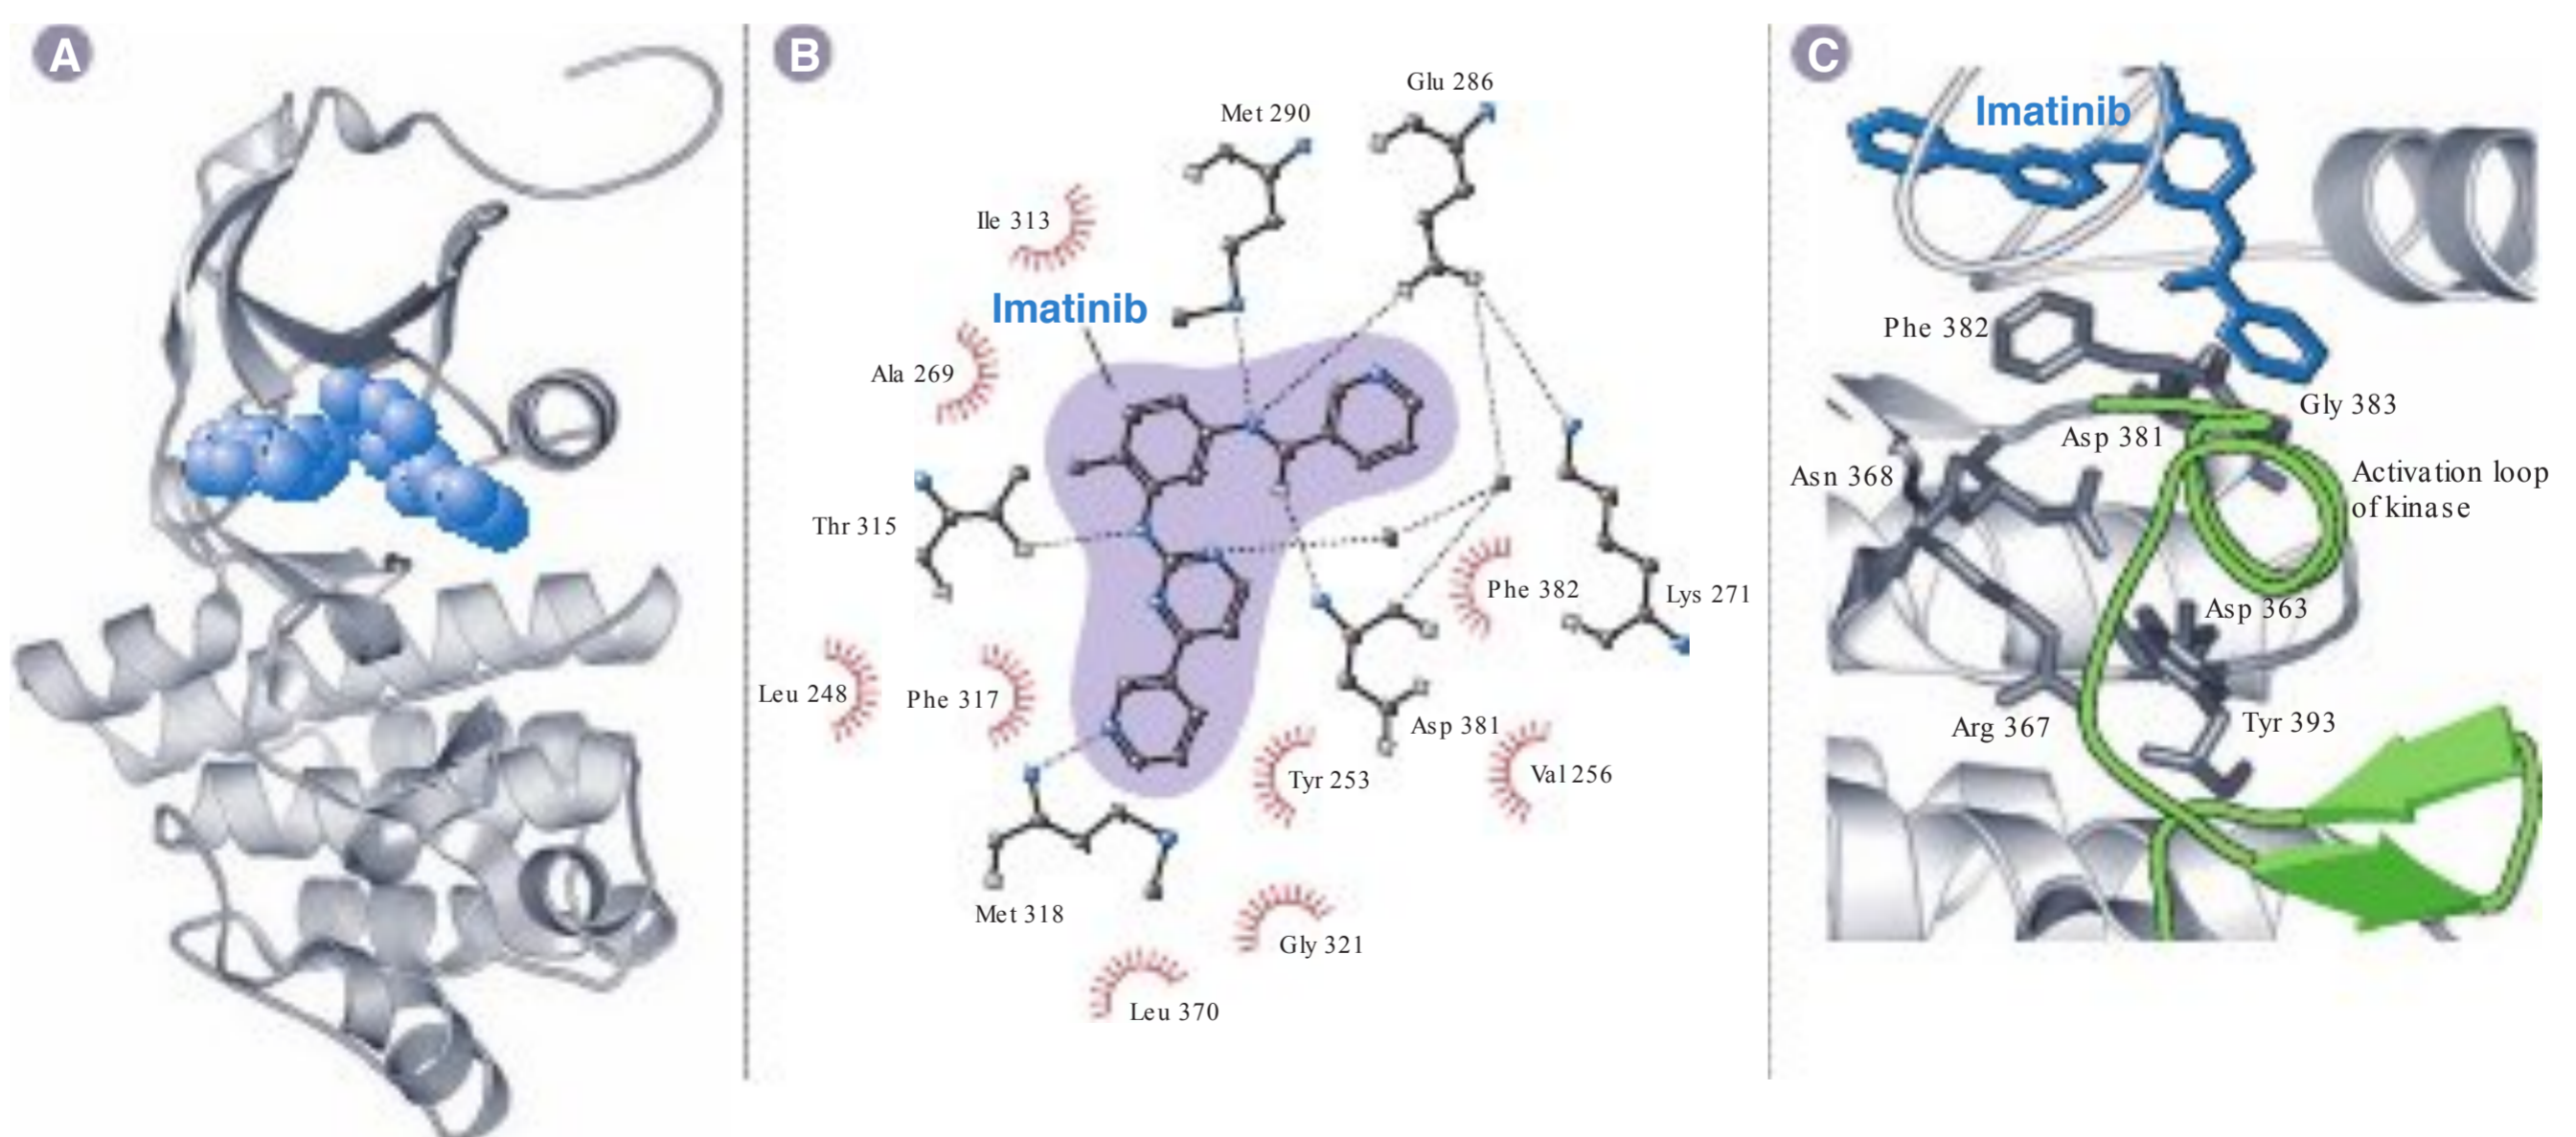 A
B
Glu 286
Met 290
Ile 313
Imatinib
Ala 269
Thr 315
Phe 382
Lys 271
Leu 248
Phe 317
Asp 381
Tyr 253
Val 256
Met 318
Gly 321
Leu 370
C
Imatinib
Phe 382
Gly 383
Asp 381
Asn 368
Activation loop
of kinase
Asp 363
Arg 367
Tyr 393